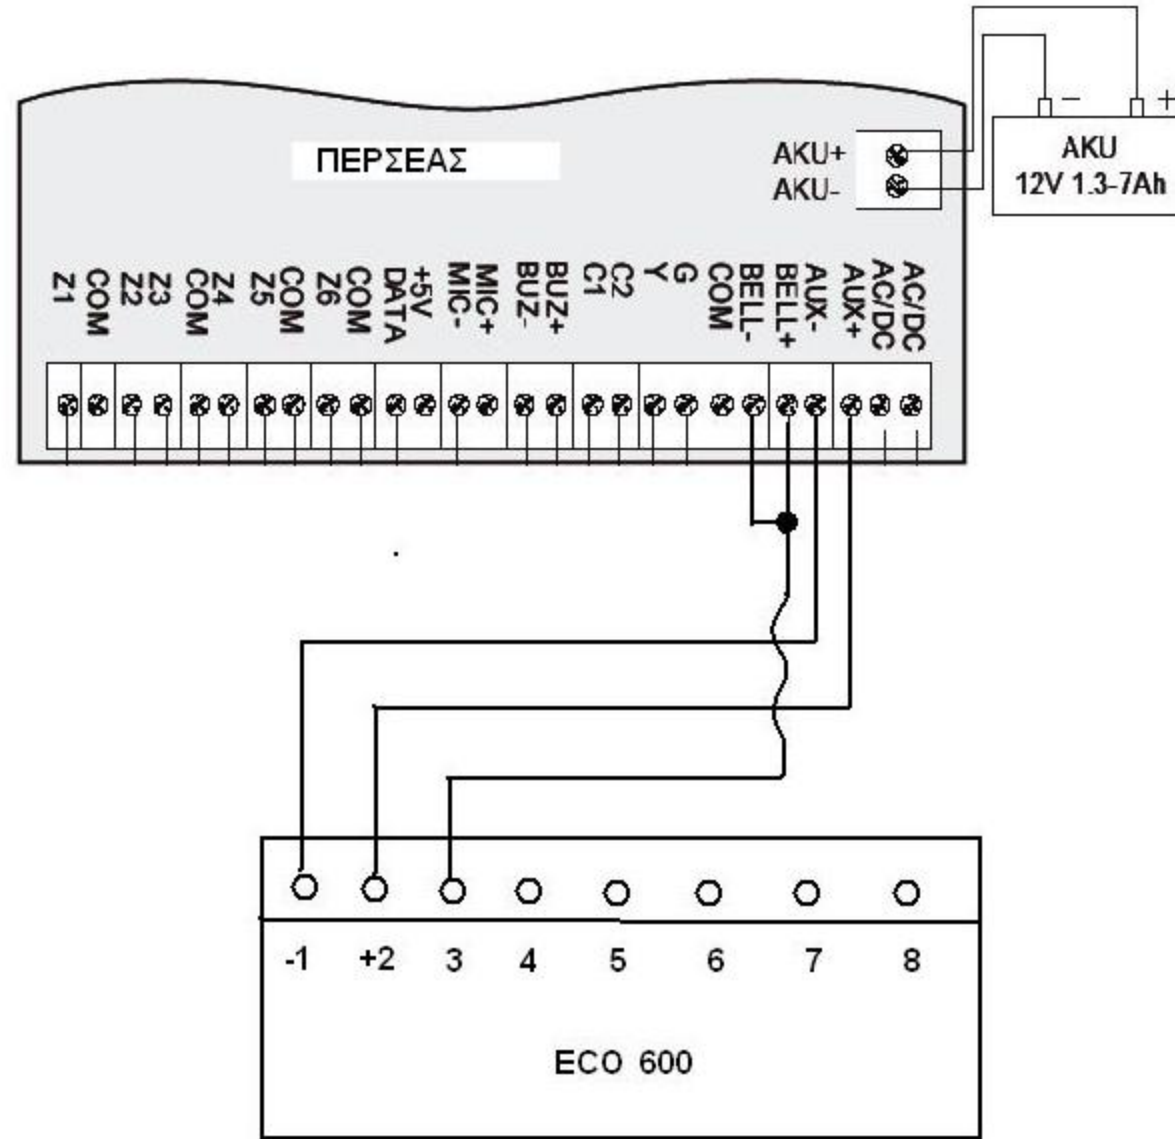 ΠΕΡΣΕΑΣ
AKU+
AKU-
- +
AKU
12V 1.3-7Ah
Z1 COM Z2 Z3 COM Z4 Z5 COM Z6 COM DATA +5V MIC- MIC+ BUZ- BUZ+ C1 C2 Y G COM BELL- BELL+ AUX- AUX+ AC/DC AC/DC
-1 +2 3 4 5 6 7 8
ECO 600